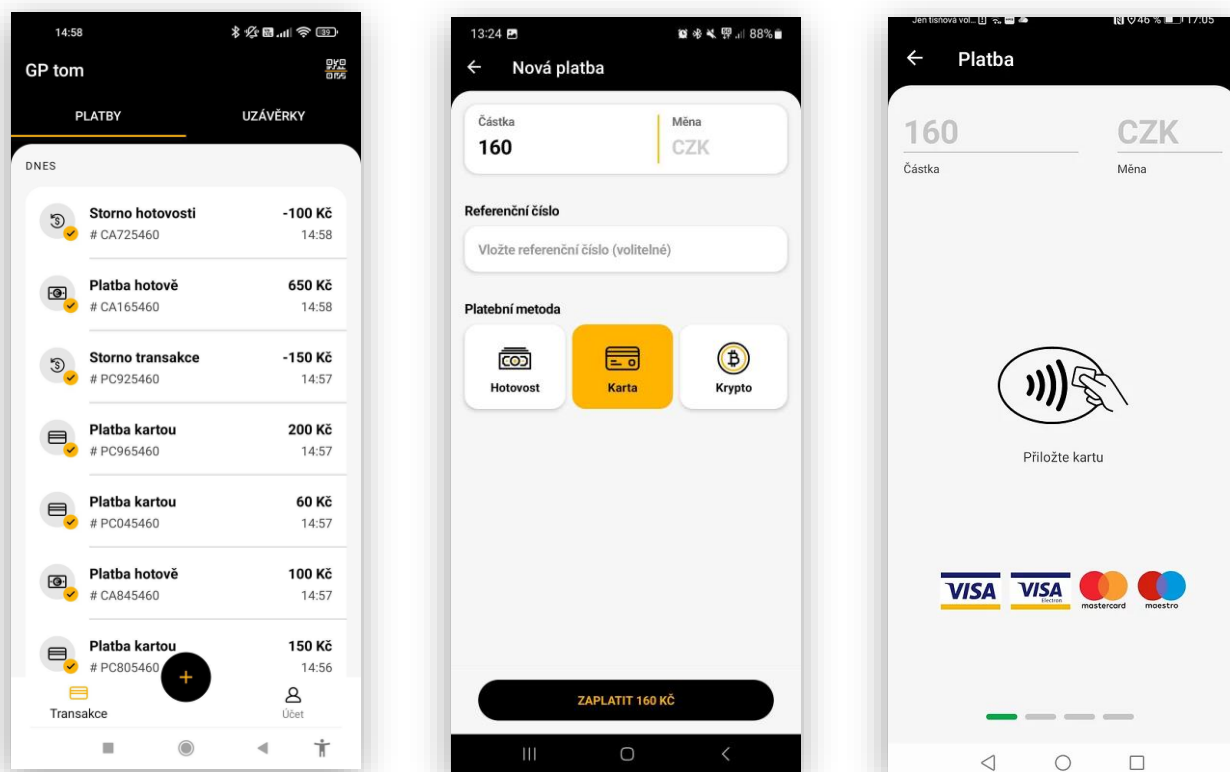 14:58
39
GP tom
PLATBY
UZÁVĚRKY
DNES
Storno hotovosti
-100 Kč
# CA725460
14:58
Platba hotově
650 Kč
# CA165460
14:58
Storno transakce
-150 Kč
# PC925460
14:57
Platba kartou
200 Kč
# PC965460
14:57
Platba kartou
60 Kč
# PC045460
14:57
Platba hotově
100 Kč
# CA845460
14:57
Platba kartou
150 Kč
# PC805460
14:56
Transakce
Účet
13:24
88%
Nová platba
Částka
Měna
160
CZK
Referenční číslo
Vložte referenční číslo (volitelné)
Platební metoda
Hotovost
Karta
Krypto
ZAPLATIT 160 KČ
Jen tísňová vol...
46 %
17:05
Platba
160
CZK
Částka
Měna
Přiložte kartu
VISA
VISA
Electron
mastercard
maestro